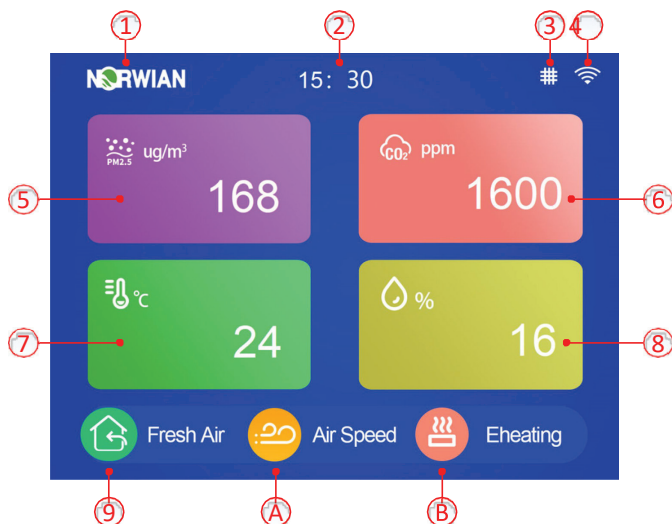 1 2 3 4
NORWIAN 15: 30
PM2.5 ug/m³ CO₂ ppm
5 168 1600 6
℃ %
7 24 16 8
Fresh Air Air Speed Eheating
9 A B